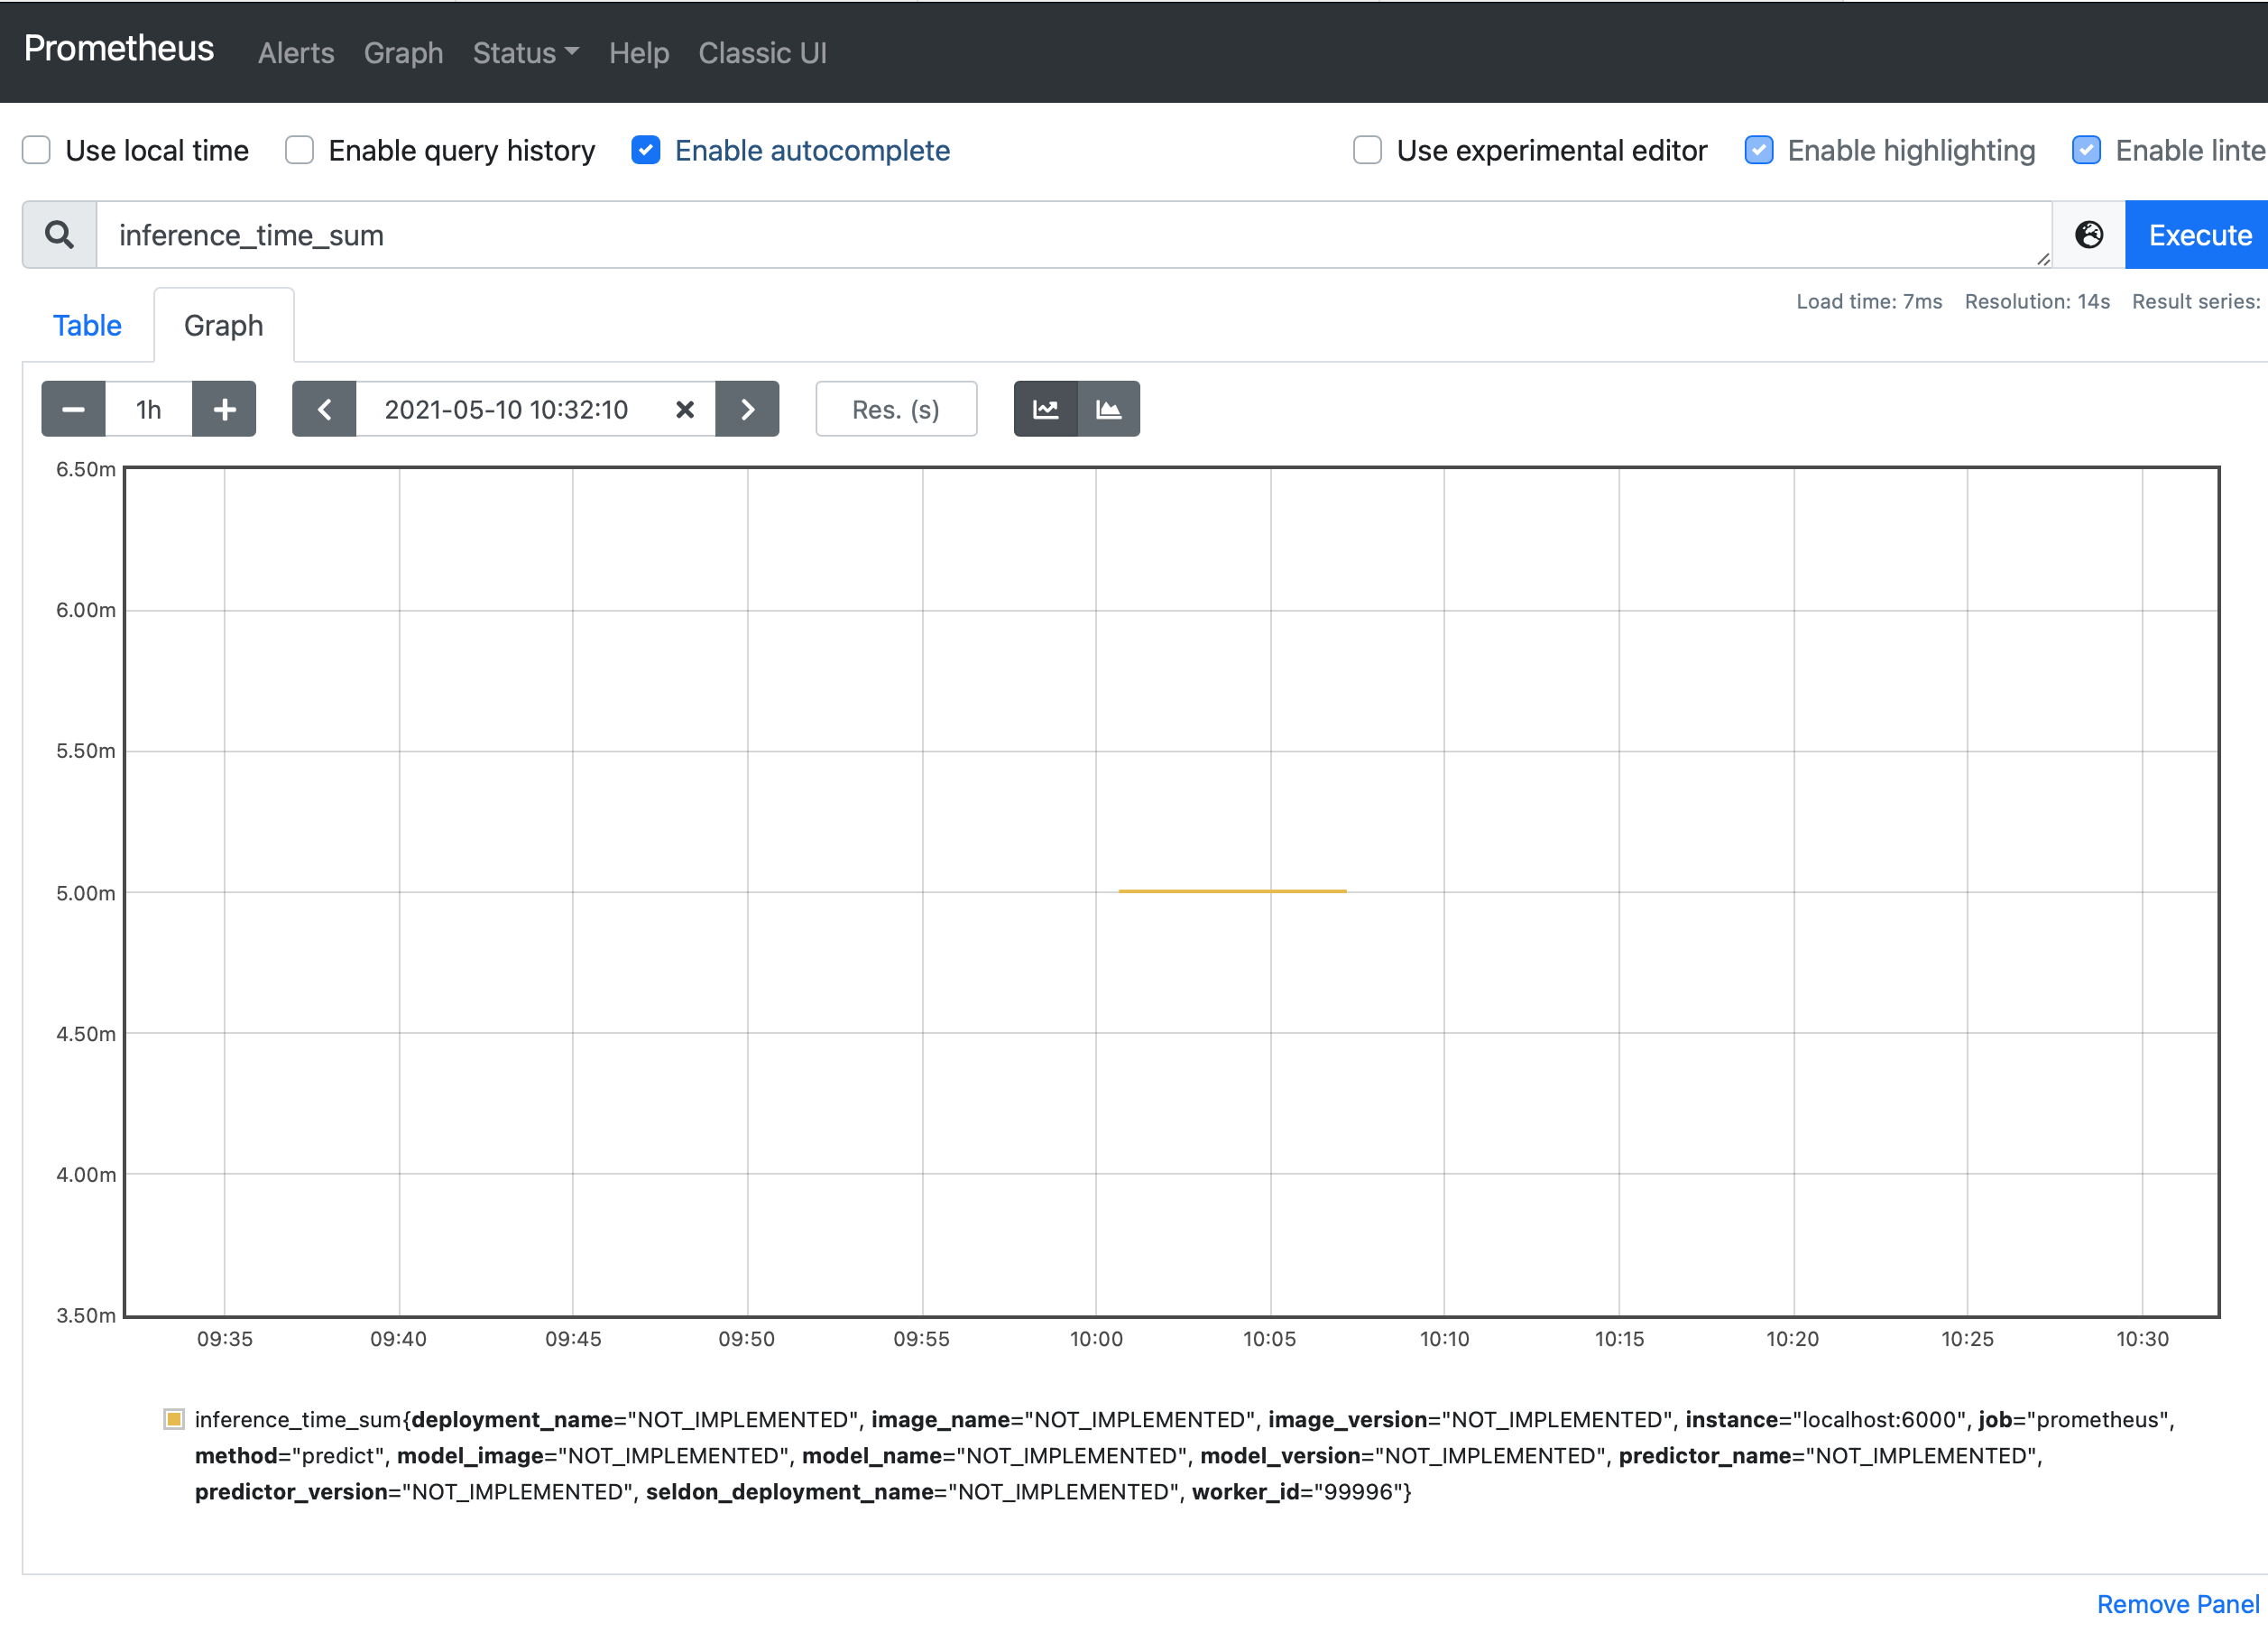 Prometheus Alerts Graph Status Help Classic UI
Use local time Enable query history Enable autocomplete Use experimental editor Enable highlighting Enable linte
inference_time_sum Execute
Load time: 7ms Resolution: 14s Result series:
Table Graph
1h 2021-05-10 10:32:10 Res. (s)
6.50m
6.00m
5.50m
5.00m
4.50m
4.00m
3.50m
09:35 09:40 09:45 09:50 09:55 10:00 10:05 10:10 10:15 10:20 10:25 10:30
inference_time_sum{deployment_name="NOT_IMPLEMENTED", image_name="NOT_IMPLEMENTED", image_version="NOT_IMPLEMENTED", instance="localhost:6000", job="prometheus",
method="predict", model_image="NOT_IMPLEMENTED", model_name="NOT_IMPLEMENTED", model_version="NOT_IMPLEMENTED", predictor_name="NOT_IMPLEMENTED",
predictor_version="NOT_IMPLEMENTED", seldon_deployment_name="NOT_IMPLEMENTED", worker_id="99996"}
Remove Panel